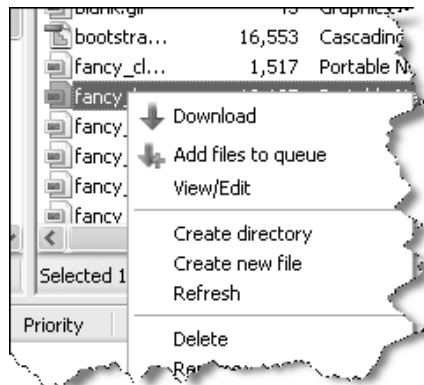 bootstra... 16,553 Cascading
fancy_cl... 1,517 Portable N
fancy_
Download
fancy_
Add files to queue
fancy_
View/Edit
fancy_
fancy
Create directory
Create new file
Selected 1
Refresh
Priority
Delete